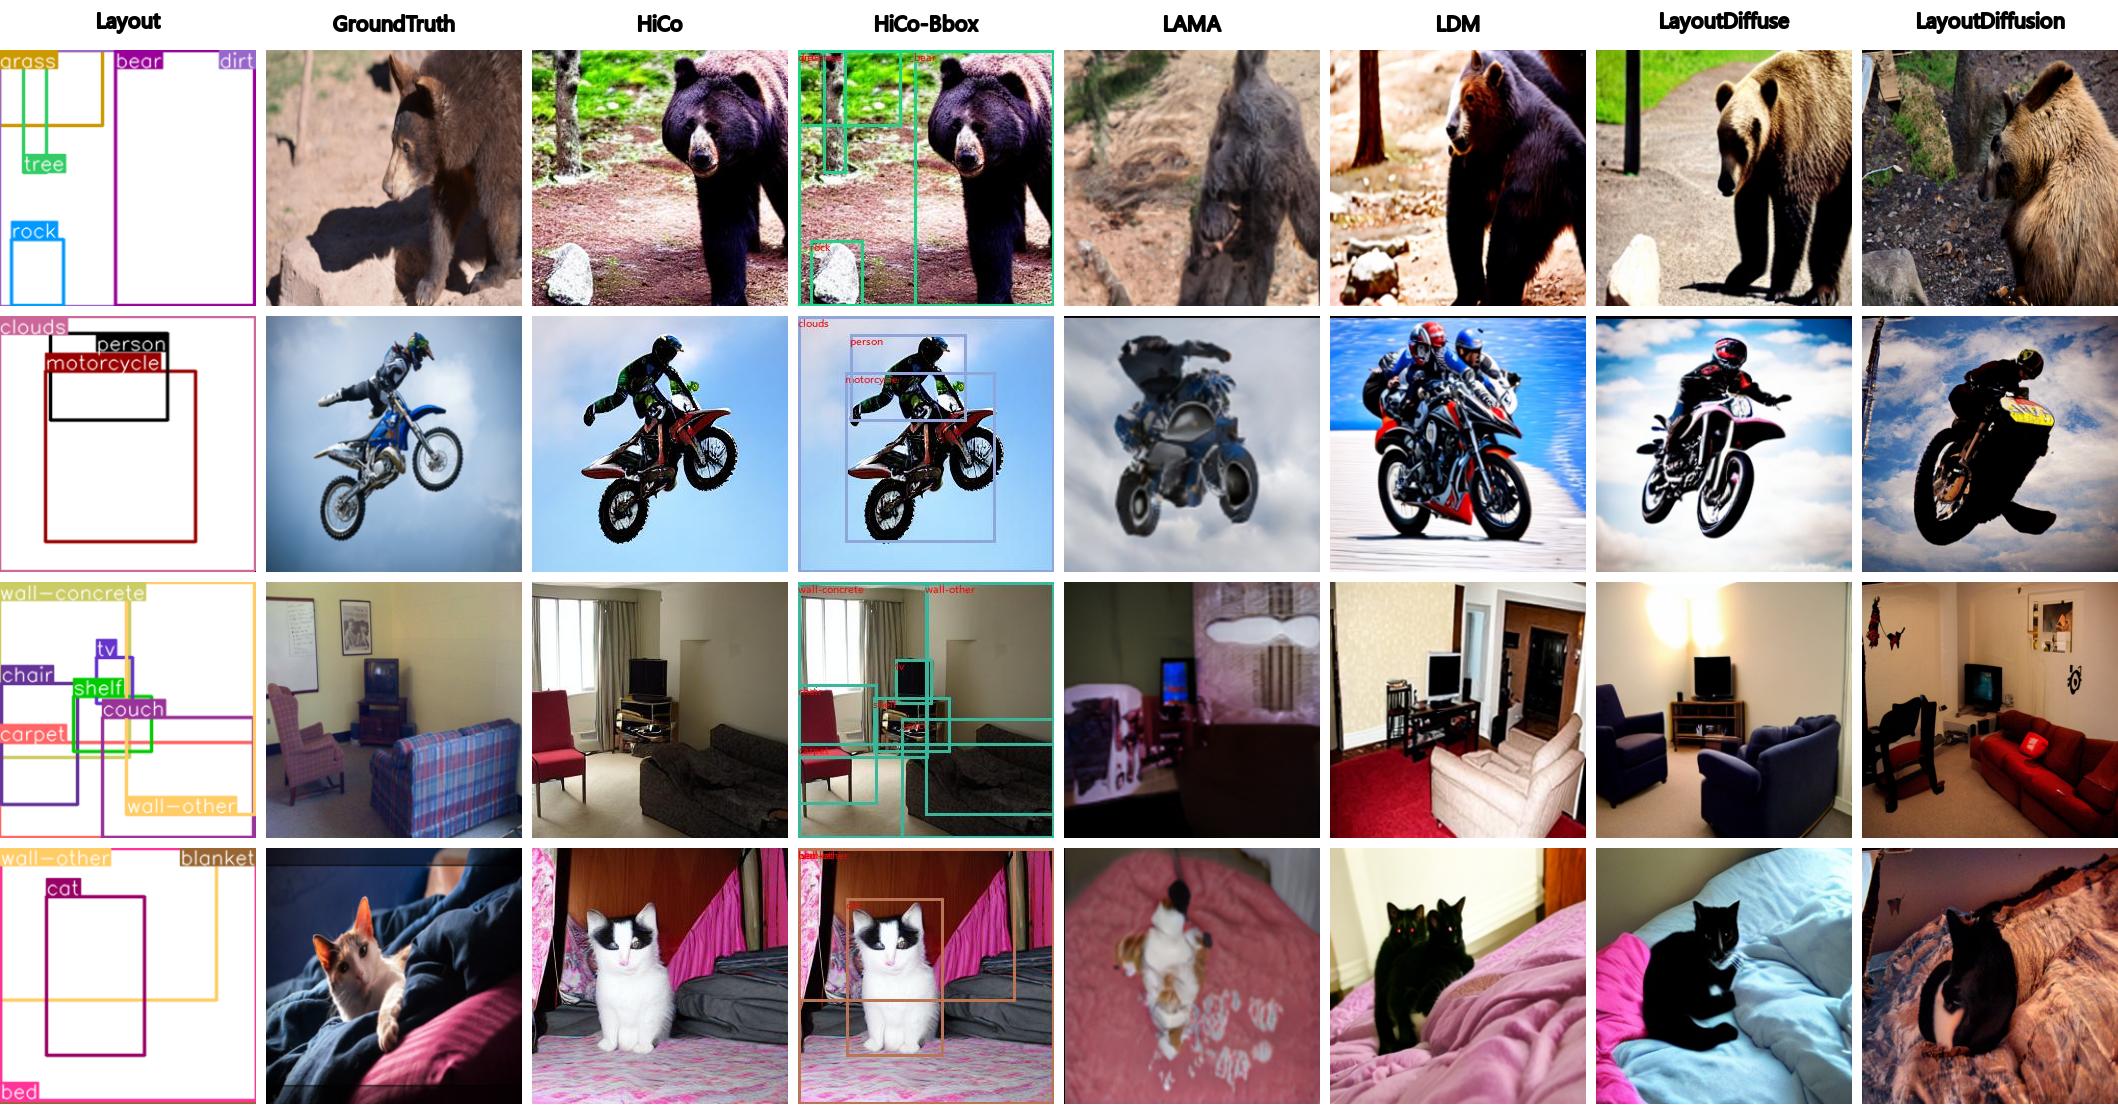 Layout GroundTruth HiCo HiCo-Bbox LAMA LDM LayoutDiffuse LayoutDiffusion
grass bear dirt
bear
tree
rock
rock
clouds
clouds
person
person
motorcycle
motorcycle
wall-concrete
wall-concrete wall-other
tv
chair
shelf
couch
carpet
wall-other
wall-other blanket
cat
bed